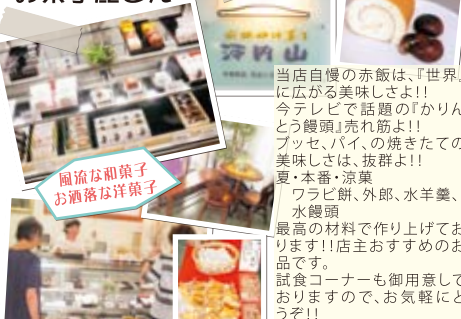 風流な和菓子
お洒落な洋菓子
当店自慢の赤飯は、『世界』
に広がる美味しさよ!!
今テレビで話題の『かりん
とう饅頭』売れ筋よ!!
ブッセ、パイ、の焼きたての
美味しさは、抜群よ!!
夏・本番・涼菓
ワラビ餅、外郎、水羊羹、
水饅頭
最高の材料で作り上げてお
ります!!店主おすすめのお
品です。
試食コーナーも御用意して
おりますので、お気軽にど
うぞ!!